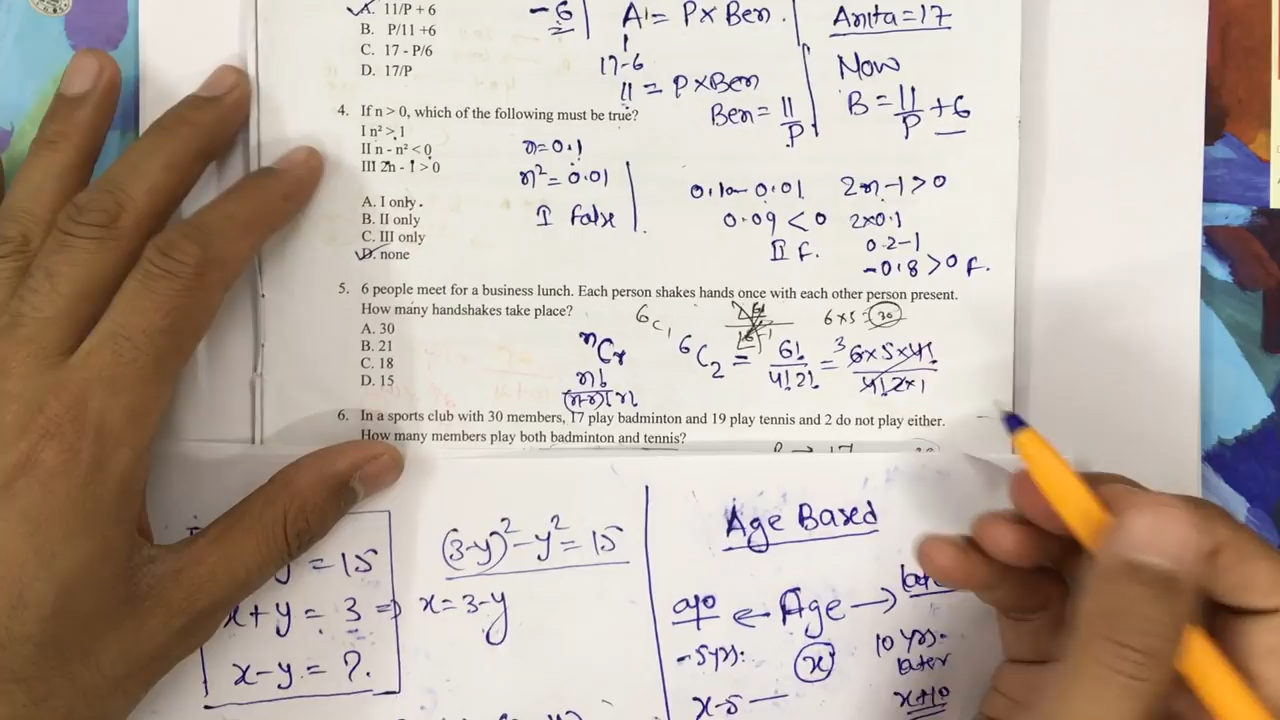 A. 11/P + 6
B. P/11 +6
C. 17 - P/6
D. 17/P
-6
A = P × Ben.
17-6
11 = P × Ben
Ben = 11/P
Anita = 17
Now
B = 11/P + 6
4. If n > 0, which of the following must be true?
I n² > 1
II n - n² < 0
III 2n - 1 > 0
A. I only
B. II only
C. III only
D. none
n = 0.1
n² = 0.01
I False
0.10 - 0.01
0.09 < 0
II F.
2n - 1 > 0
2×0.1
0.2-1
-0.8 > 0 F.
5. 6 people meet for a business lunch. Each person shakes hands once with each other person present.
How many handshakes take place?
A. 30
B. 21
C. 18
D. 15
6C1
6 × 5 = 30
nCr
6C2 = 6!/4!2! = 3 6×5×4!/4!2×1
6. In a sports club with 30 members, 17 play badminton and 19 play tennis and 2 do not play either.
How many members play both badminton and tennis?
y = 15
x + y = 3 ⇒
x - y = ?.
(3-y)² - y² = 15
x = 3-y
Age Based
ago ← Age →
-5yrs.
x
10 yrs.
later
x-5
x+10